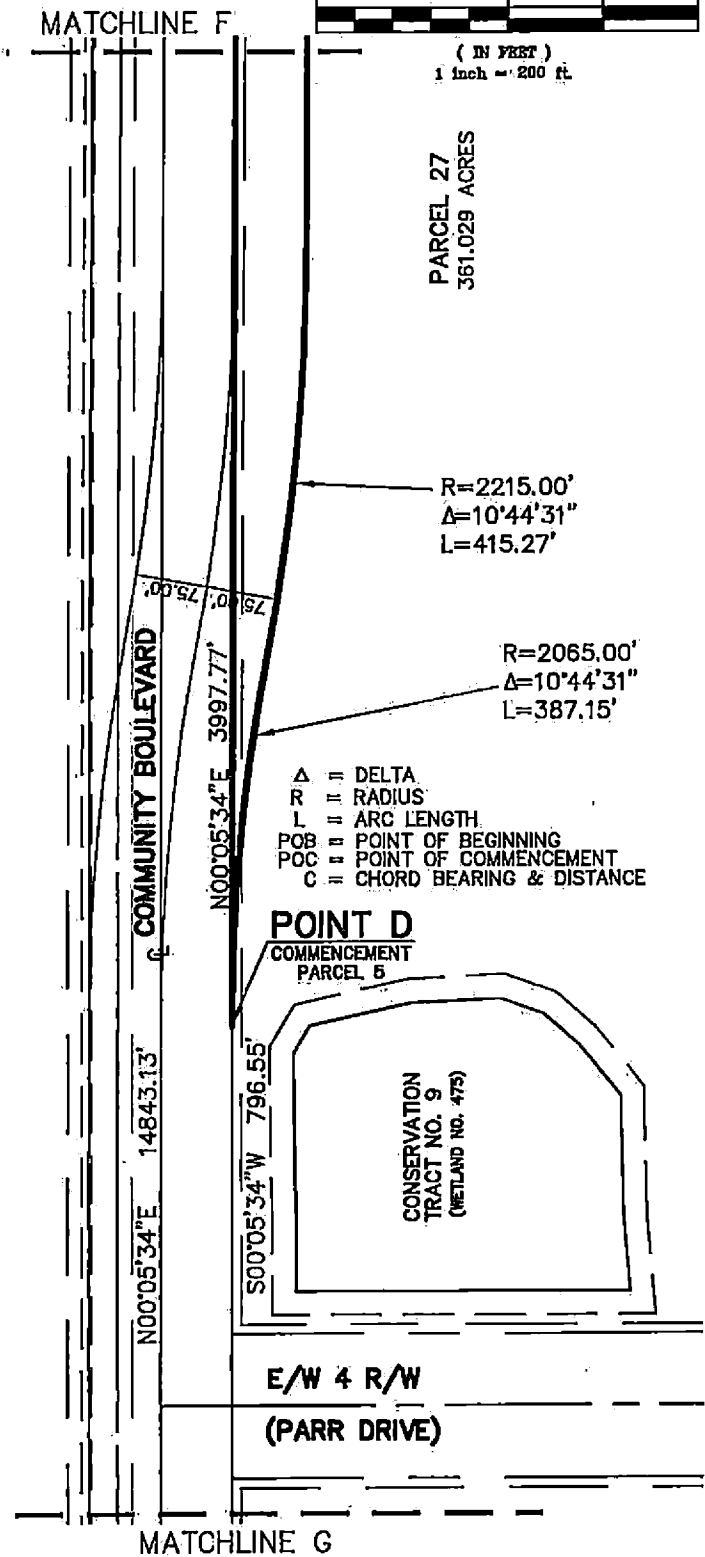 MATCHLINE F
( IN FEET )
1 inch = 200 ft.
PARCEL 27
361.029 ACRES
R=2215.00'
Δ=10°44'31"
L=415.27'
75.00' 75.00'
R=2065.00'
Δ=10°44'31"
L=387.15'
COMMUNITY BOULEVARD
N00°05'34"E 3997.77'
Δ = DELTA
R = RADIUS
L = ARC LENGTH
POB = POINT OF BEGINNING
POC = POINT OF COMMENCEMENT
C = CHORD BEARING & DISTANCE
POINT D
COMMENCEMENT
PARCEL 5
N00°05'34"E 14843.13'
S00°05'34"W 796.55'
CONSERVATION
TRACT NO. 9
(WETLAND NO. 475)
E/W 4 R/W
(PARR DRIVE)
MATCHLINE G